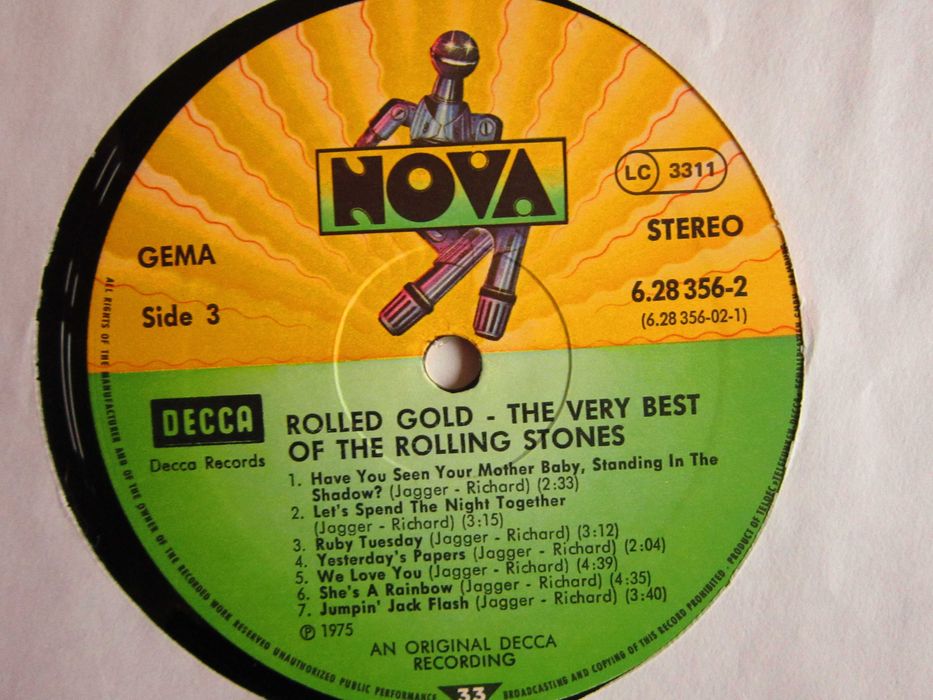 NOVA
LC 3311
GEMA
STEREO
Side 3
6.28 356-2
(6.28 356-02-1)
DECCA
Decca Records
ROLLED GOLD - THE VERY BEST
OF THE ROLLING STONES
1. Have You Seen Your Mother Baby, Standing In The
Shadow? (Jagger - Richard) (2:33)
2. Let's Spend The Night Together
(Jagger - Richard) (3:15)
3. Ruby Tuesday (Jagger - Richard) (3:12)
4. Yesterday's Papers (Jagger - Richard) (2:04)
5. We Love You (Jagger - Richard) (4:39)
6. She's A Rainbow (Jagger - Richard) (4:35)
7. Jumpin' Jack Flash (Jagger - Richard) (3:40)
℗ 1975
AN ORIGINAL DECCA
RECORDING
33
ALL RIGHTS OF THE MANUFACTURER AND OF THE OWNER OF THE RECORDED WORK RESERVED UNAUTHORIZED PUBLIC PERFORMANCE BROADCASTING AND COPYING OF THIS RECORD PROHIBITED · PRODUCT OF TELDEC